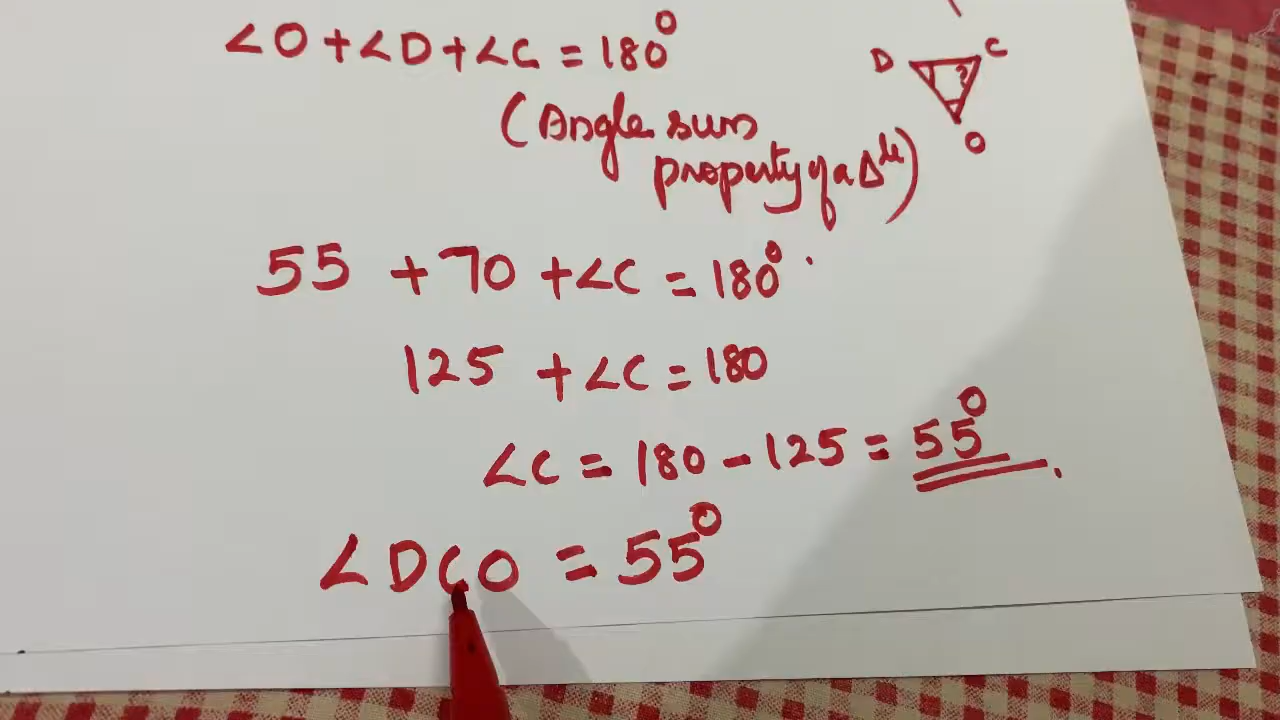 ∠O + ∠D + ∠C = 180°
(Angle sum
property of a Δle)
D C
? 
O
55 + 70 + ∠C = 180°.
125 + ∠C = 180
∠C = 180 - 125 = 55°.
∠DCO = 55°